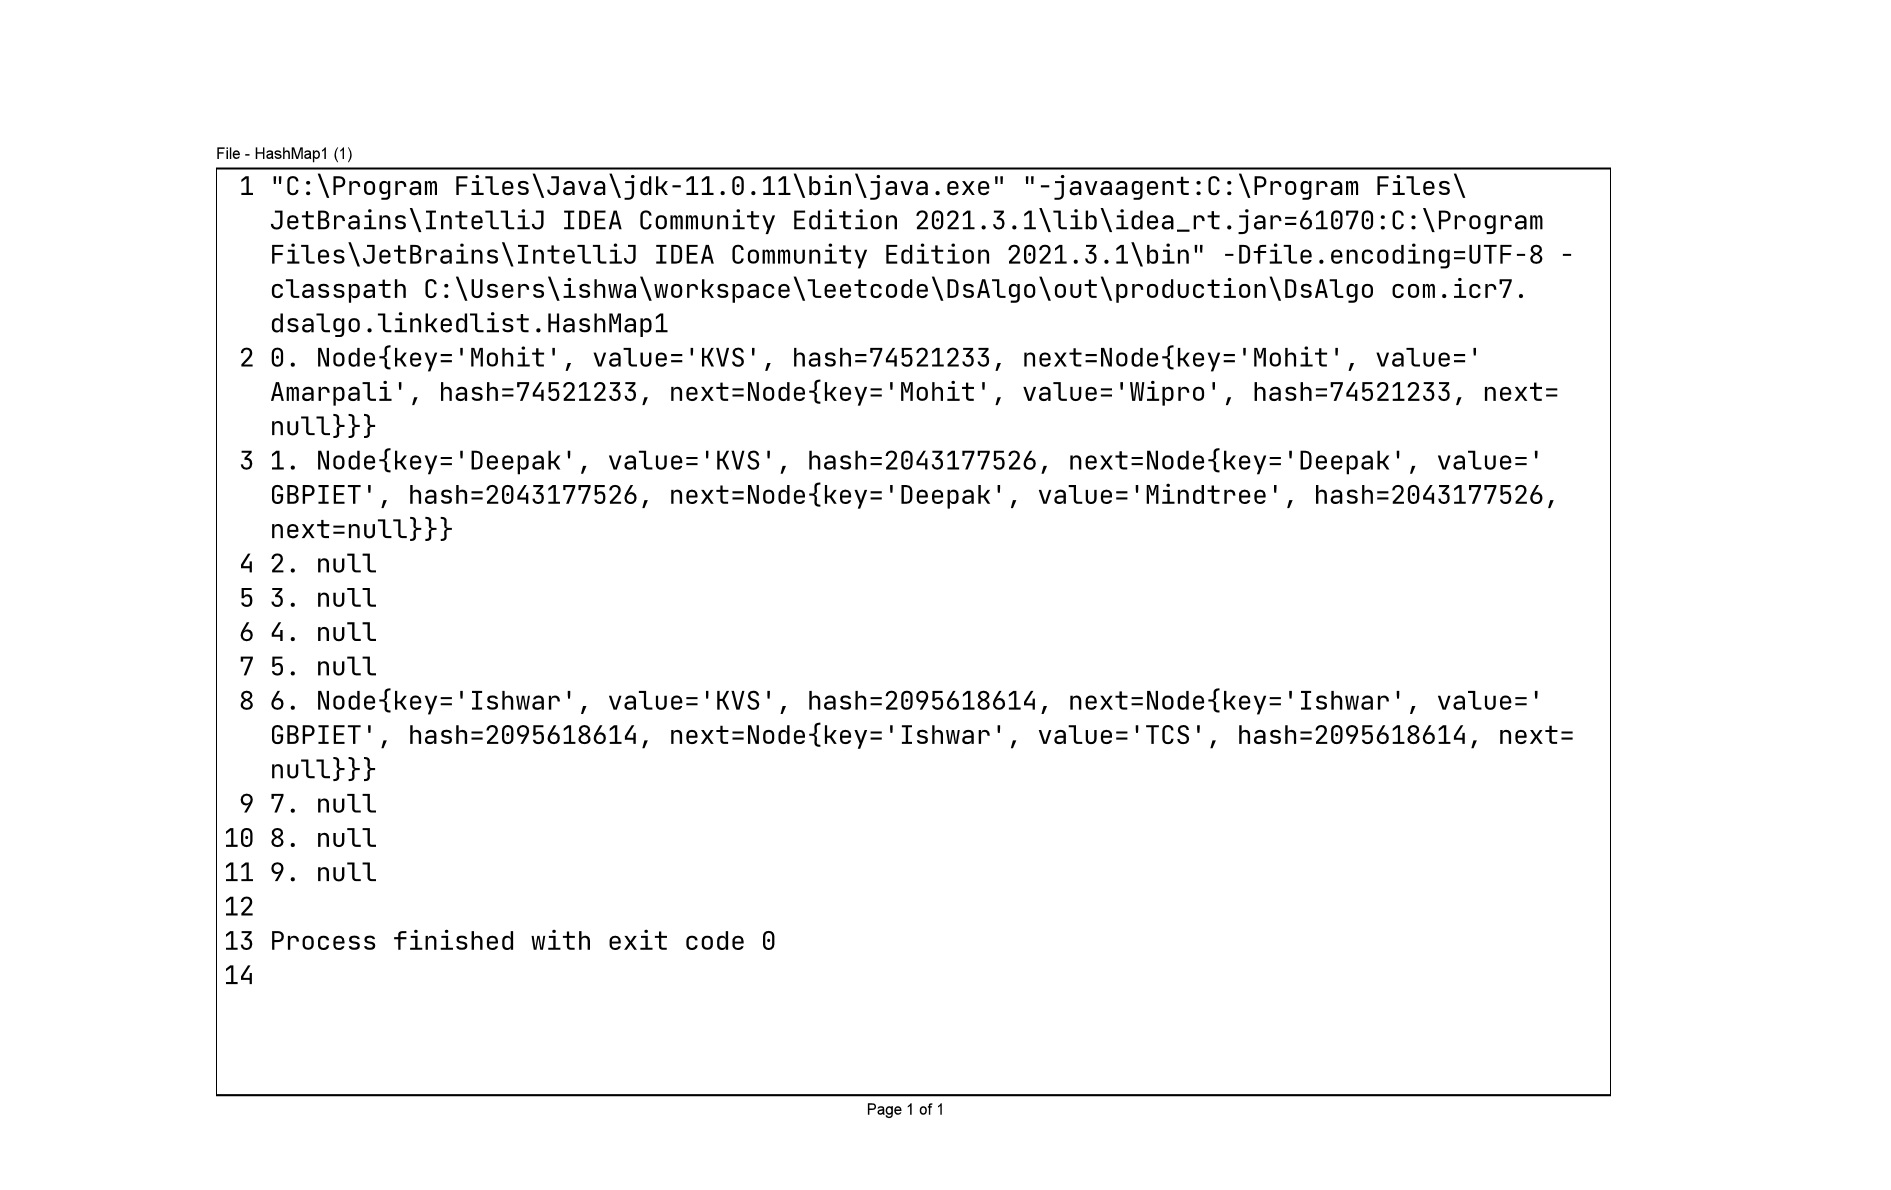 File - HashMap1 (1)
1 "C:\Program Files\Java\jdk-11.0.11\bin\java.exe" "-javaagent:C:\Program Files\
JetBrains\IntelliJ IDEA Community Edition 2021.3.1\lib\idea_rt.jar=61070:C:\Program
Files\JetBrains\IntelliJ IDEA Community Edition 2021.3.1\bin" -Dfile.encoding=UTF-8 -
classpath C:\Users\ishwa\workspace\leetcode\DsAlgo\out\production\DsAlgo com.icr7.
dsalgo.linkedlist.HashMap1
2 0. Node{key='Mohit', value='KVS', hash=74521233, next=Node{key='Mohit', value='
Amarpali', hash=74521233, next=Node{key='Mohit', value='Wipro', hash=74521233, next=
null}}}
3 1. Node{key='Deepak', value='KVS', hash=2043177526, next=Node{key='Deepak', value='
GBPIET', hash=2043177526, next=Node{key='Deepak', value='Mindtree', hash=2043177526,
next=null}}}
4 2. null
5 3. null
6 4. null
7 5. null
8 6. Node{key='Ishwar', value='KVS', hash=2095618614, next=Node{key='Ishwar', value='
GBPIET', hash=2095618614, next=Node{key='Ishwar', value='TCS', hash=2095618614, next=
null}}}
9 7. null
10 8. null
11 9. null
12
13 Process finished with exit code 0
14
Page 1 of 1